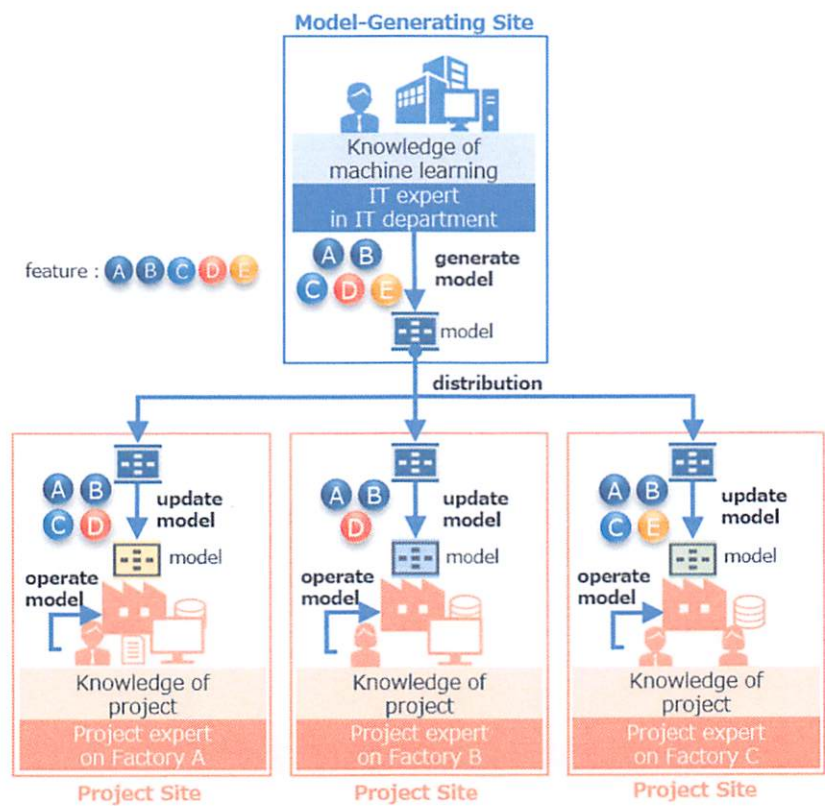 Model-Generating Site
Knowledge of
machine learning
IT expert
in IT department
feature : A B C D E
A B
C D E
generate
model
model
distribution
A B
C D
update
model
model
operate
model
Knowledge of
project
Project expert
on Factory A
Project Site
A B
D
update
model
model
operate
model
Knowledge of
project
Project expert
on Factory B
Project Site
A B
C E
update
model
model
operate
model
Knowledge of
project
Project expert
on Factory C
Project Site